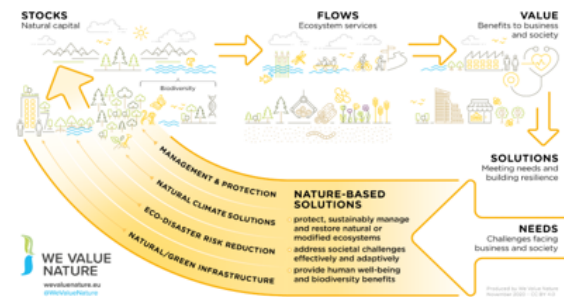 STOCKS
Natural capital
FLOWS
Ecosystem services
VALUE
Benefits to business
and society
Biodiversity
SOLUTIONS
Meeting needs and
building resilience
MANAGEMENT & PROTECTION
NATURAL CLIMATE SOLUTIONS
ECO-DISASTER RISK REDUCTION
NATURAL/GREEN INFRASTRUCTURE
NATURE-BASED
SOLUTIONS
protect, sustainably manage
and restore natural or
modified ecosystems
address societal challenges
effectively and adaptively
provide human well-being
and biodiversity benefits
NEEDS
Challenges facing
business and society
WE VALUE
NATURE
wevaluenature.eu
@WeValueNature
Produced by We Value Nature